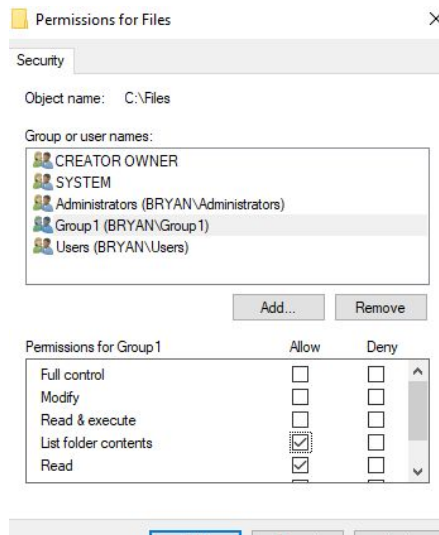 Permissions for Files
Security
Object name: C:\Files
Group or user names:
CREATOR OWNER
SYSTEM
Administrators (BRYAN\Administrators)
Group1 (BRYAN\Group1)
Users (BRYAN\Users)
Add... Remove
Permissions for Group1 Allow Deny
Full control
Modify
Read & execute
List folder contents
Read